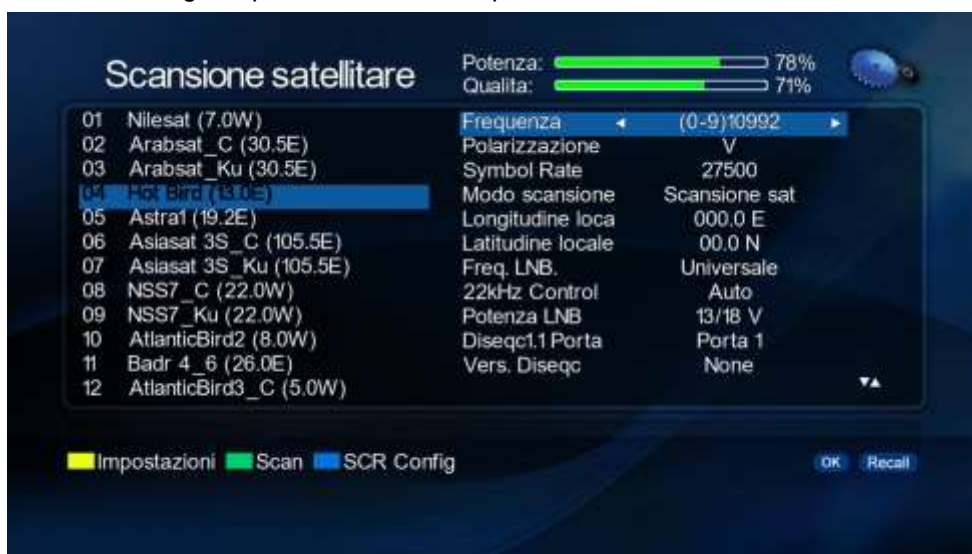 Scansione satellitare
Potenza: 78%
Qualita: 71%
01 Nilesat (7.0W)
02 Arabsat_C (30.5E)
03 Arabsat_Ku (30.5E)
04 Hot Bird (13.0E)
05 Astra1 (19.2E)
06 Asiasat 3S_C (105.5E)
07 Asiasat 3S_Ku (105.5E)
08 NSS7_C (22.0W)
09 NSS7_Ku (22.0W)
10 AtlanticBird2 (8.0W)
11 Badr 4_6 (26.0E)
12 AtlanticBird3_C (5.0W)
Frequenza (0-9)10992
Polarizzazione V
Symbol Rate 27500
Modo scansione Scansione sat
Longitudine loca 000.0 E
Latitudine locale 00.0 N
Freq. LNB. Universale
22kHz Control Auto
Potenza LNB 13/18 V
Diseqc1.1 Porta Porta 1
Vers. Diseqc None
Impostazioni Scan SCR Config
OK Recall